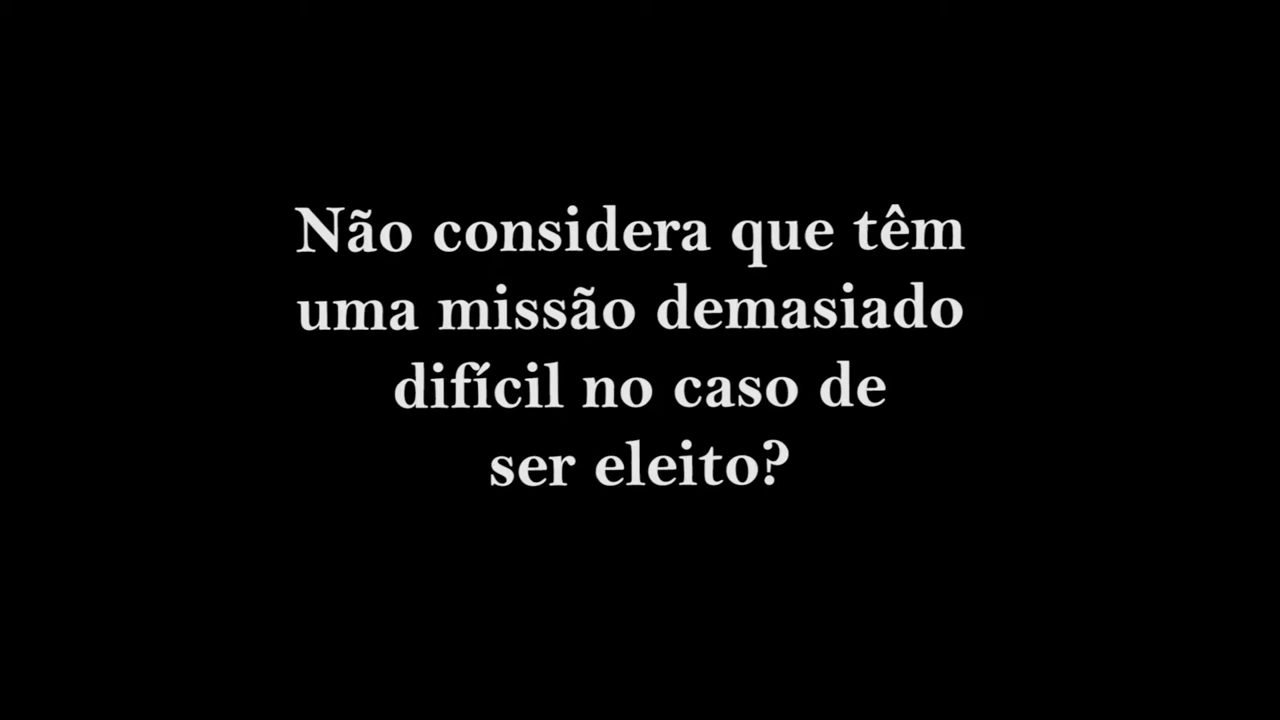 Não considera que têm
uma missão demasiado
difícil no caso de
ser eleito?